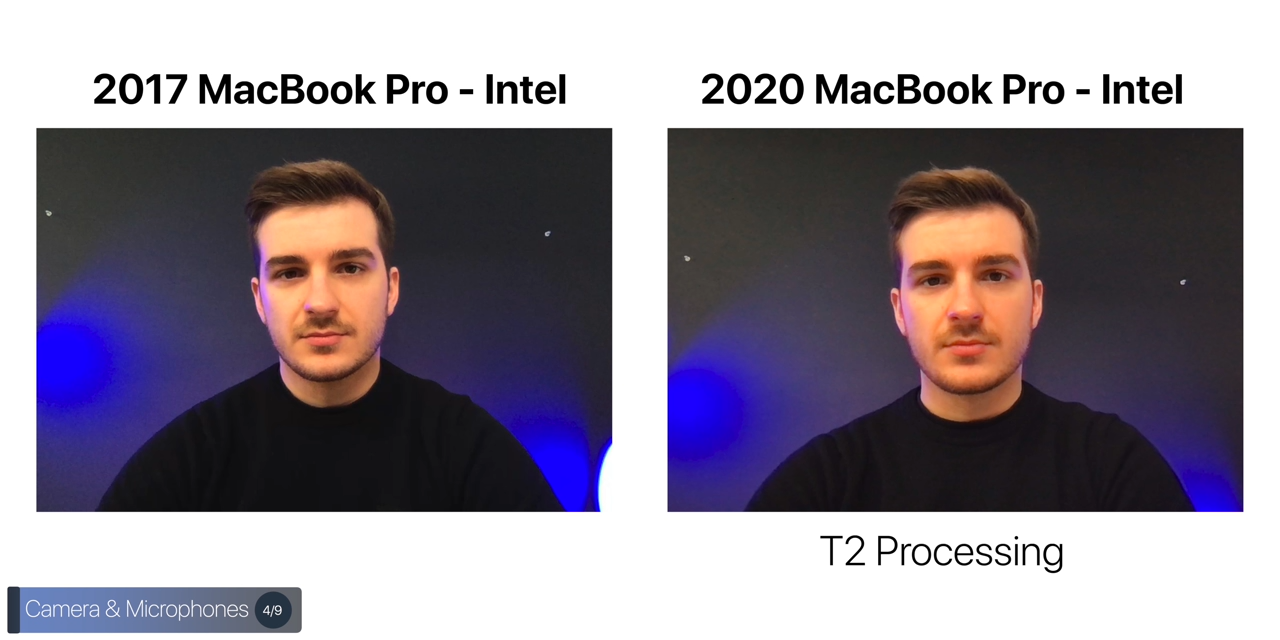 2017 MacBook Pro - Intel
2020 MacBook Pro - Intel
T2 Processing
Camera & Microphones 4/9